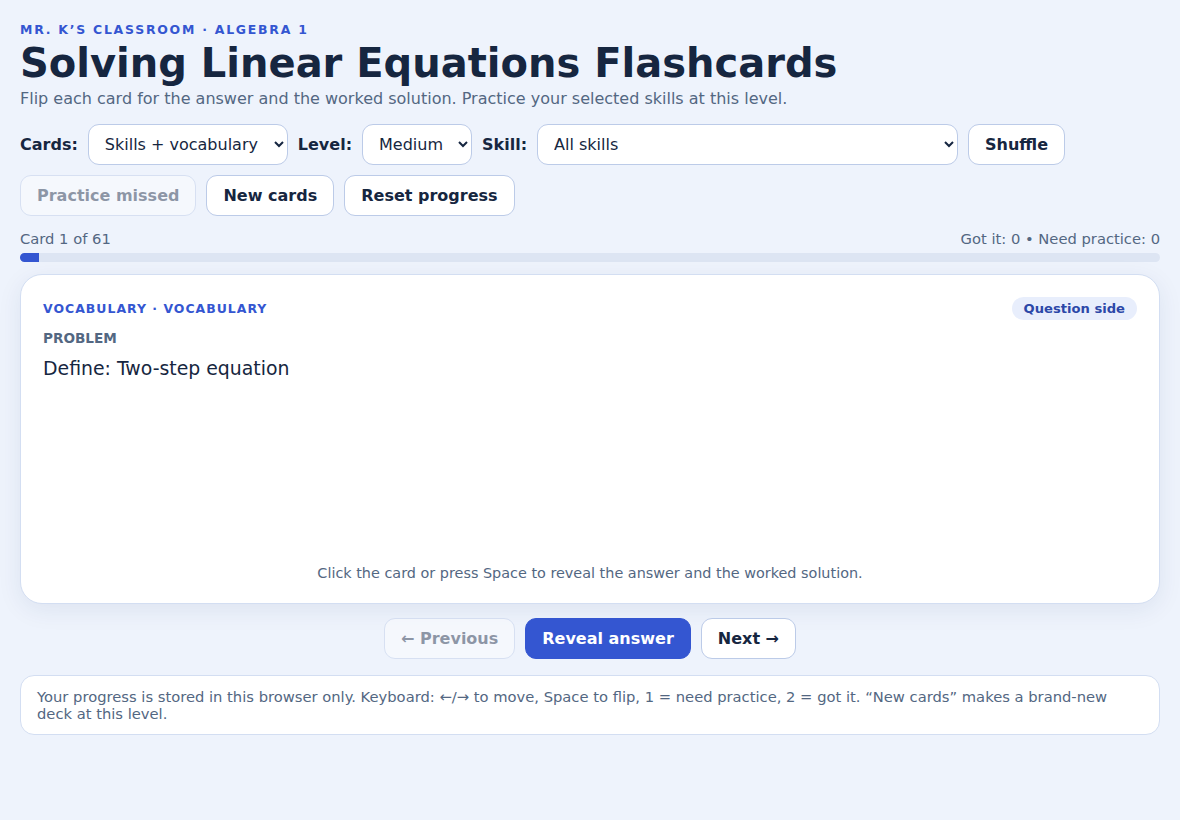 MR. K’S CLASSROOM · ALGEBRA 1
Solving Linear Equations Flashcards
Flip each card for the answer and the worked solution. Practice your selected skills at this level.
Cards: Skills + vocabulary Level: Medium Skill: All skills Shuffle
Practice missed New cards Reset progress
Card 1 of 61 Got it: 0 • Need practice: 0
VOCABULARY · VOCABULARY Question side
PROBLEM
Define: Two-step equation
Click the card or press Space to reveal the answer and the worked solution.
← Previous Reveal answer Next →
Your progress is stored in this browser only. Keyboard: ←/→ to move, Space to flip, 1 = need practice, 2 = got it. “New cards” makes a brand-new
deck at this level.